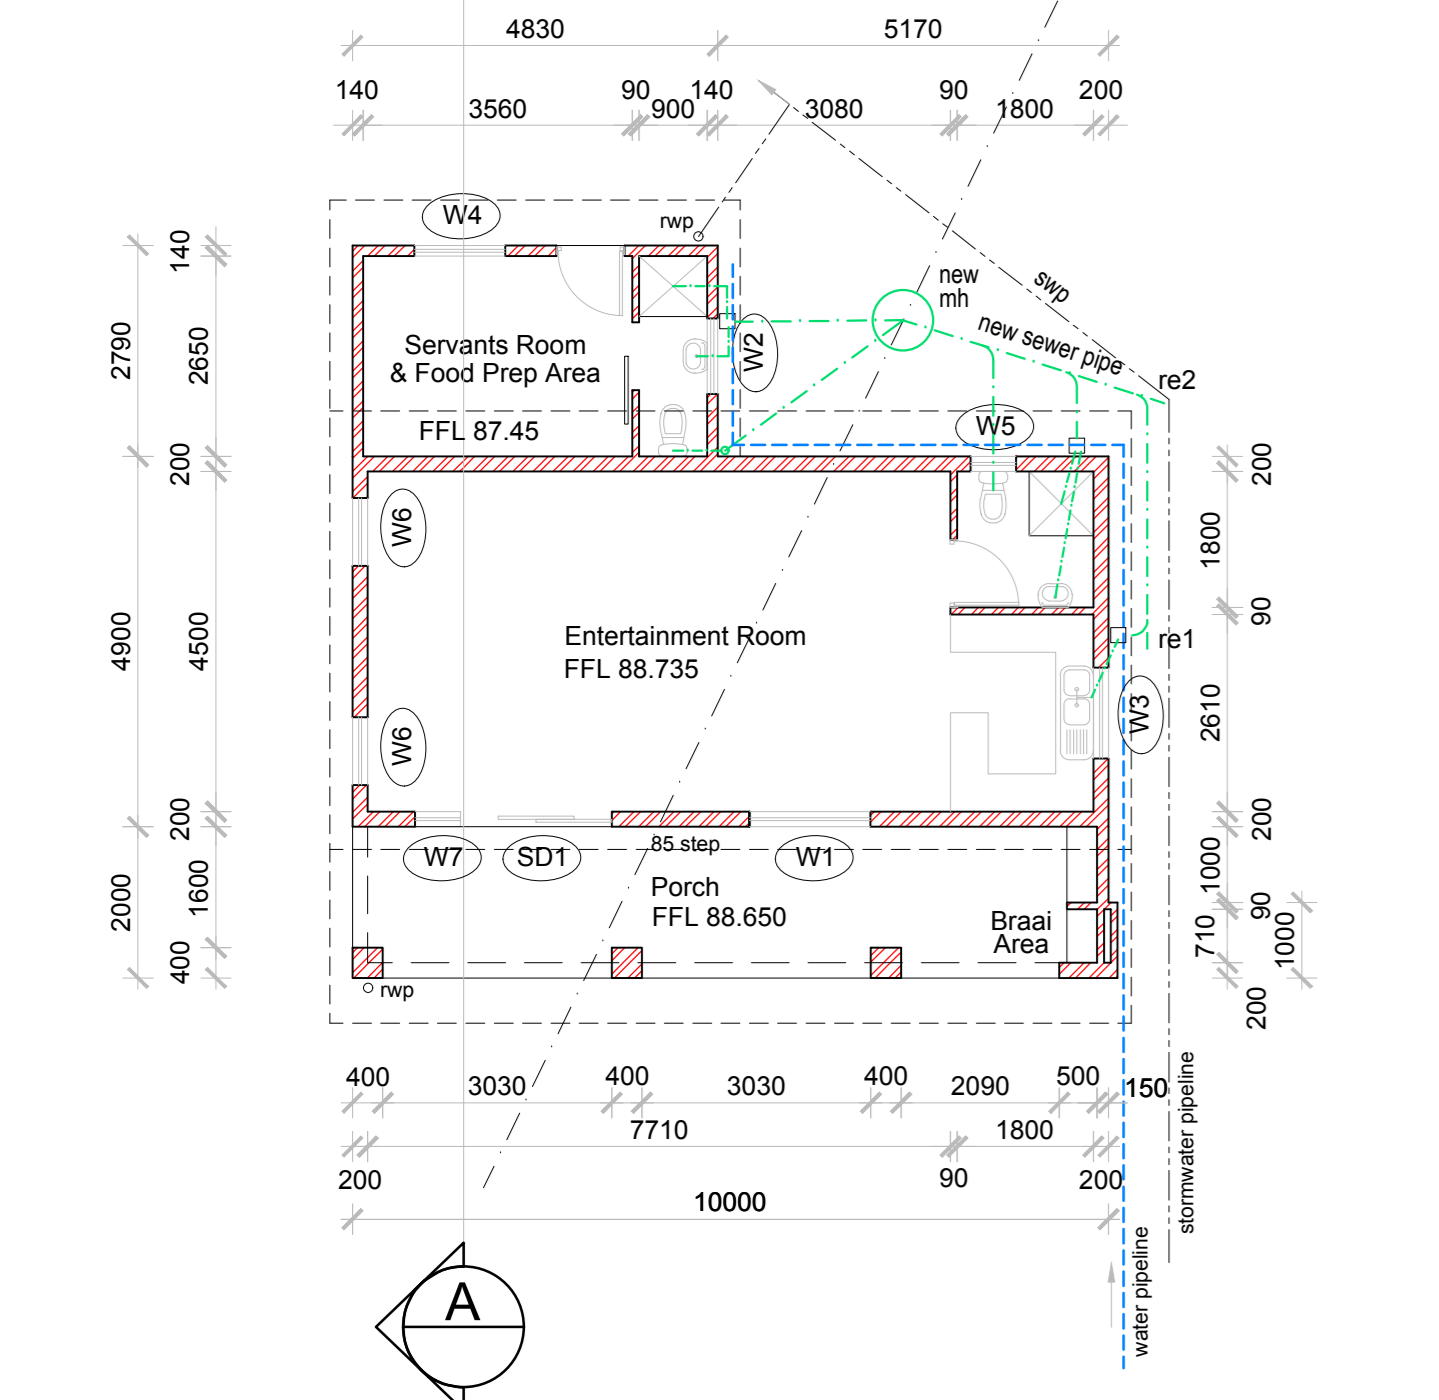 4830
5170
140
3560
90
900
140
3080
90
1800
200
W4
rwp
new
mh
swp
new sewer pipe
re2
140
2790
2650
Servants Room
& Food Prep Area
FFL 87.45
W2
W5
200
200
W6
1800
4900
4500
Entertainment Room
FFL 88.735
90
re1
W6
W3
2610
200
200
W7
SD1
85 step
W1
2000
1600
Porch
FFL 88.650
Braai
Area
1000
90
710
1000
400
rwp
200
400
3030
400
3030
400
2090
500
150
7710
1800
200
90
200
10000
stormwater pipeline
water pipeline
A